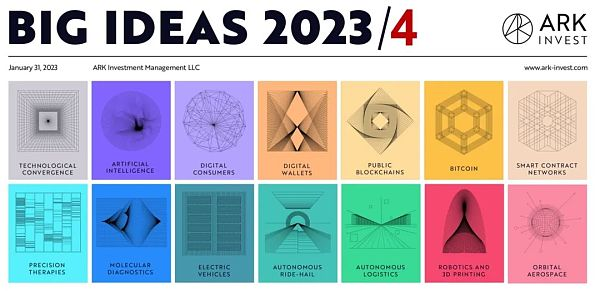 BIG IDEAS 2023/4
ARK
INVEST
January 31, 2023 ARK Investment Management LLC www.ark-invest.com
TECHNOLOGICAL
CONVERGENCE
ARTIFICIAL
INTELLIGENCE
DIGITAL
CONSUMERS
DIGITAL
WALLETS
PUBLIC
BLOCKCHAINS
BITCOIN
SMART CONTRACT
NETWORKS
PRECISION
THERAPIES
MOLECULAR
DIAGNOSTICS
ELECTRIC
VEHICLES
AUTONOMOUS
RIDE-HAIL
AUTONOMOUS
LOGISTICS
ROBOTICS AND
3D PRINTING
ORBITAL
AEROSPACE